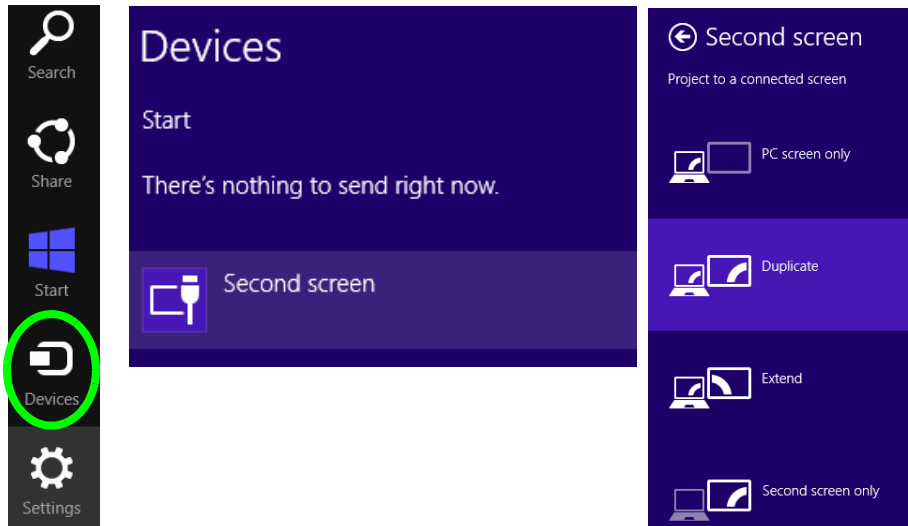 Search
Share
Start
Devices
Settings
Devices
Start
There's nothing to send right now.
Second screen
Second screen
Project to a connected screen
PC screen only
Duplicate
Extend
Second screen only